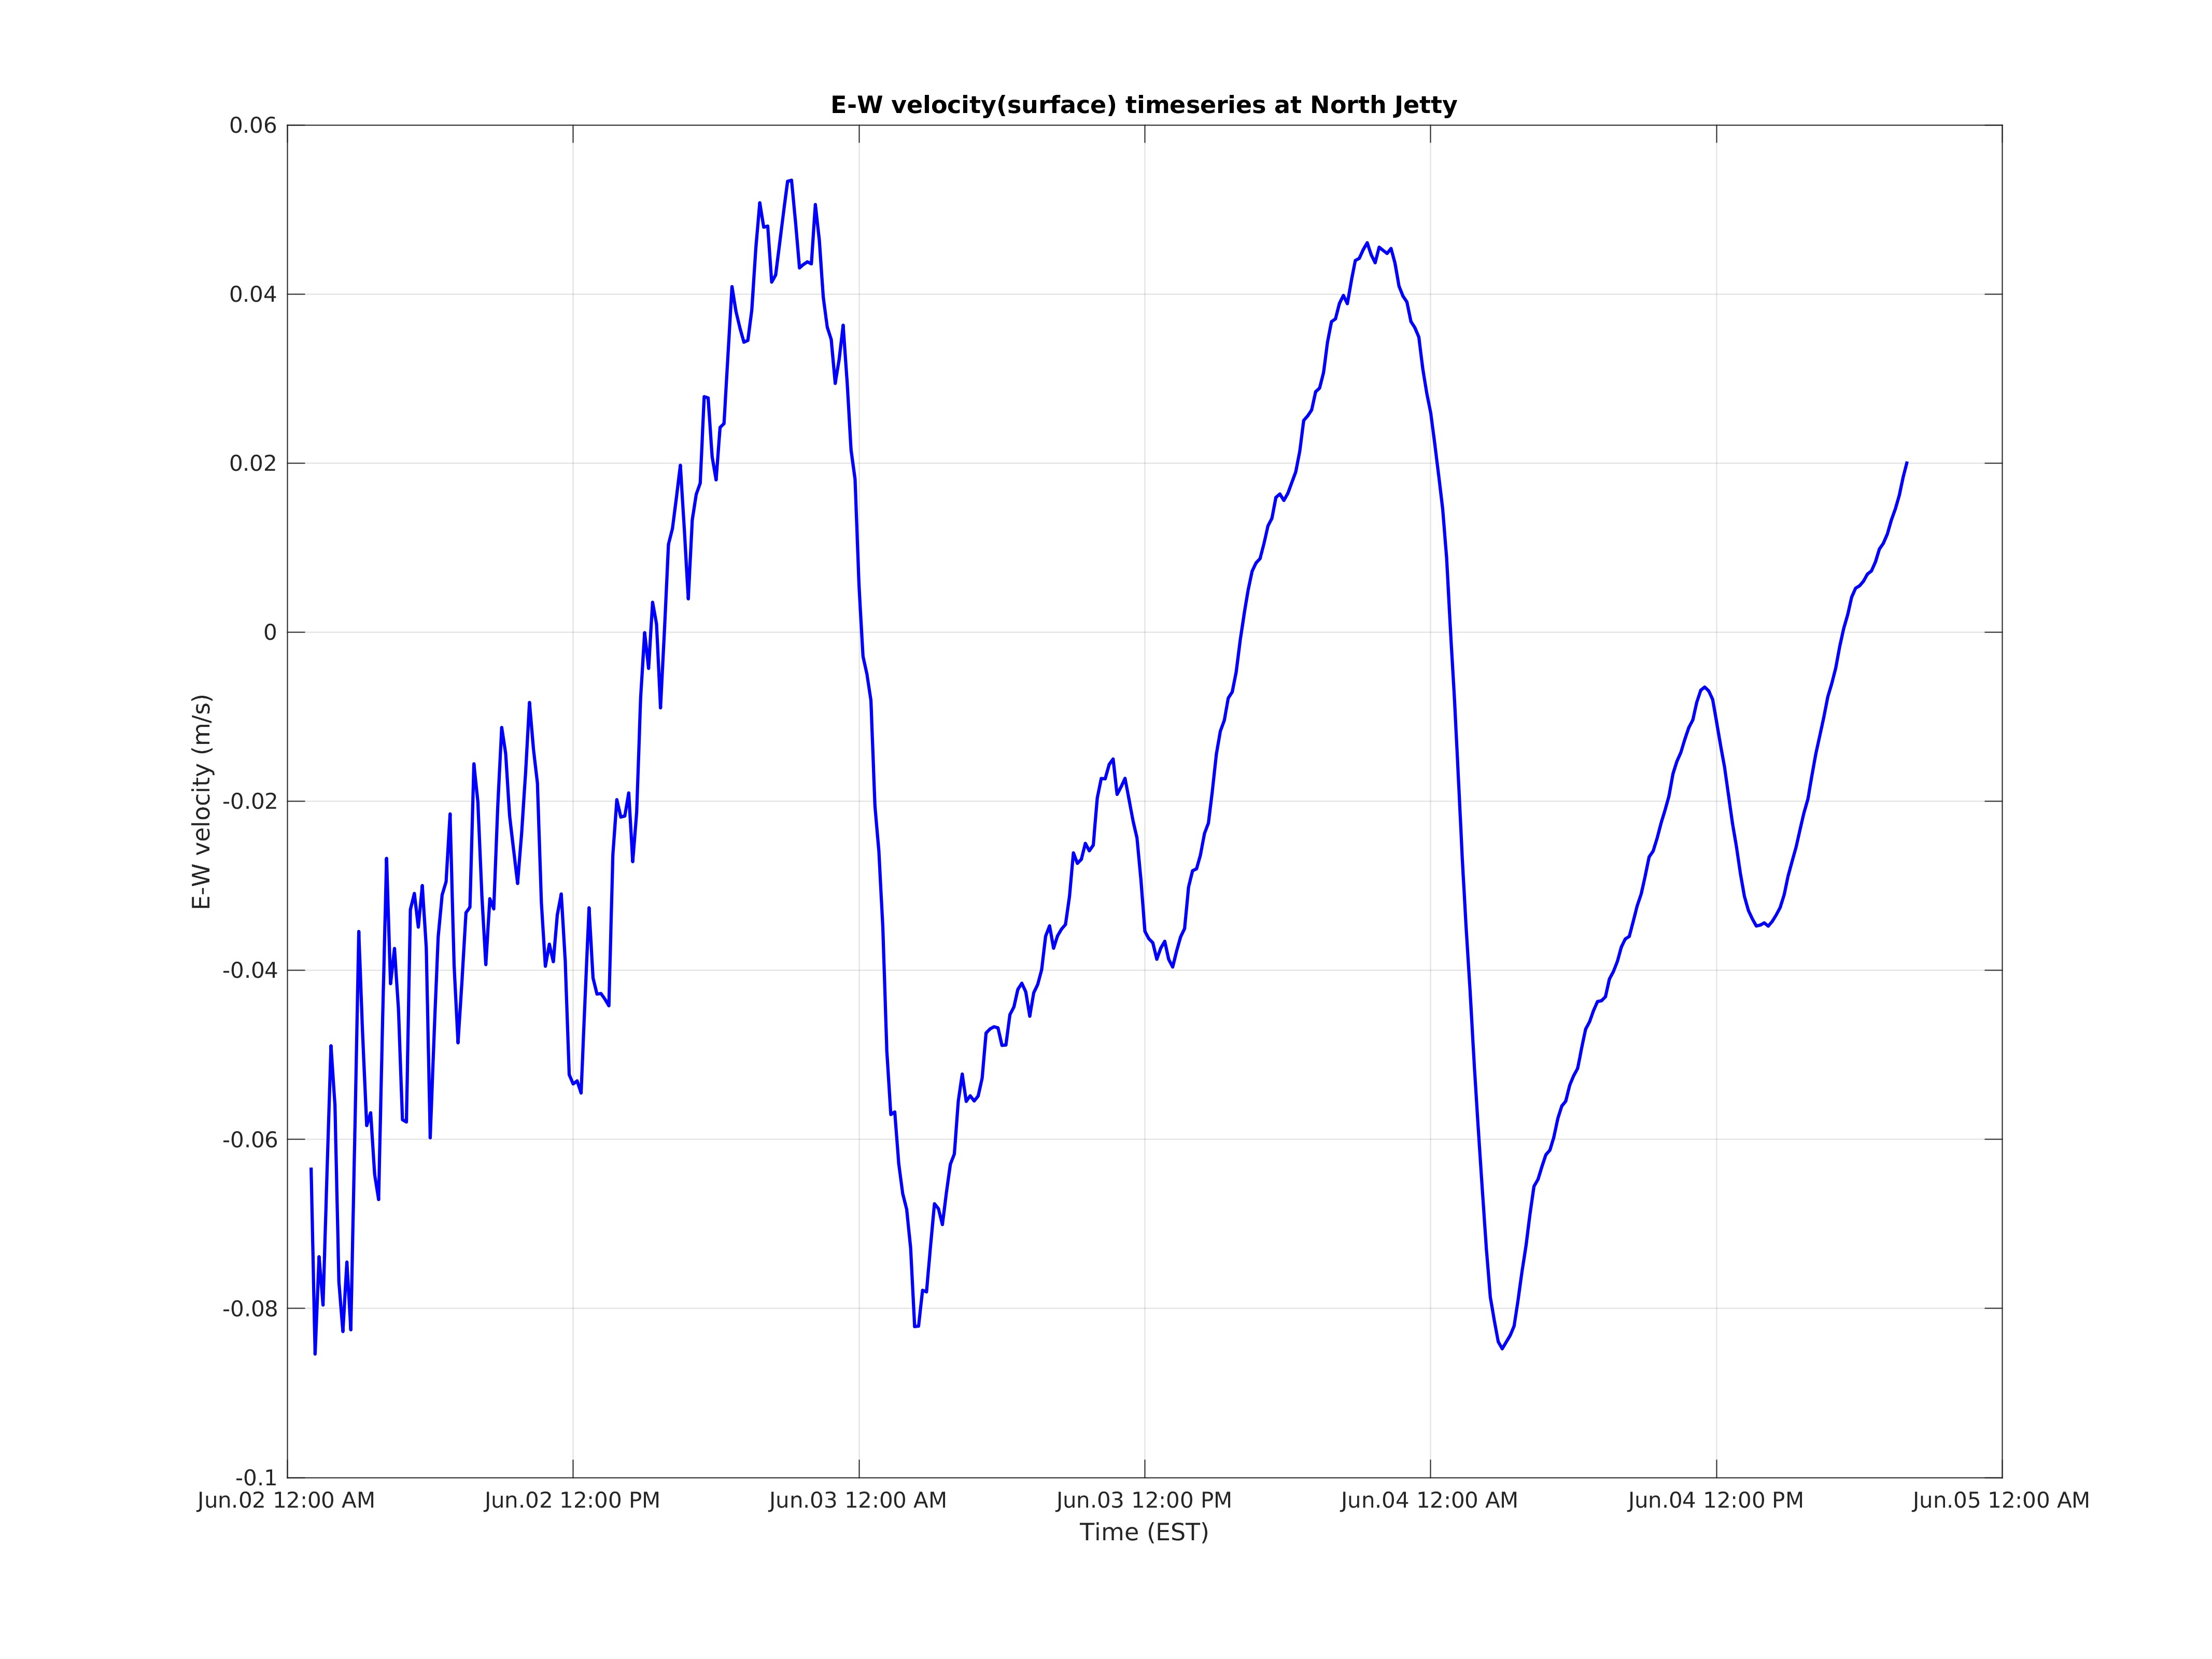 E-W velocity(surface) timeseries at North Jetty
0.06
0.04
0.02
0
-0.02
-0.04
-0.06
-0.08
-0.1
E-W velocity (m/s)
Jun.02 12:00 AM
Jun.02 12:00 PM
Jun.03 12:00 AM
Jun.03 12:00 PM
Jun.04 12:00 AM
Jun.04 12:00 PM
Jun.05 12:00 AM
Time (EST)